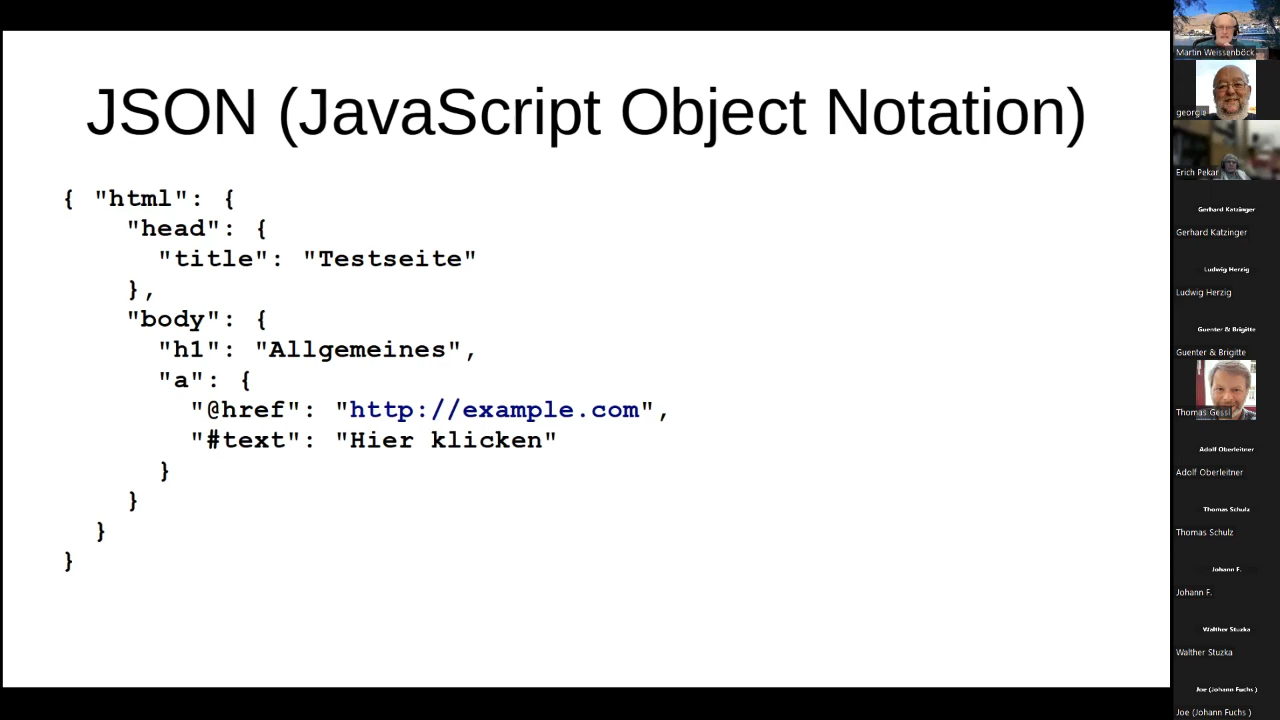 JSON (JavaScript Object Notation)
{ "html": {
"head": {
"title": "Testseite"
},
"body": {
"h1": "Allgemeines",
"a": {
"@href": "http://example.com",
"#text": "Hier klicken"
}
}
}
}
Martin Weissenböck
georgie
Erich Pekar
Gerhard Katzinger
Gerhard Katzinger
Ludwig Herzig
Ludwig Herzig
Guenter & Brigitte
Guenter & Brigitte
Thomas Gessl
Adolf Oberleitner
Adolf Oberleitner
Thomas Schulz
Thomas Schulz
Johann F.
Johann F.
Walther Stuzka
Walther Stuzka
Joe (Johann Fuchs )
Joe (Johann Fuchs )